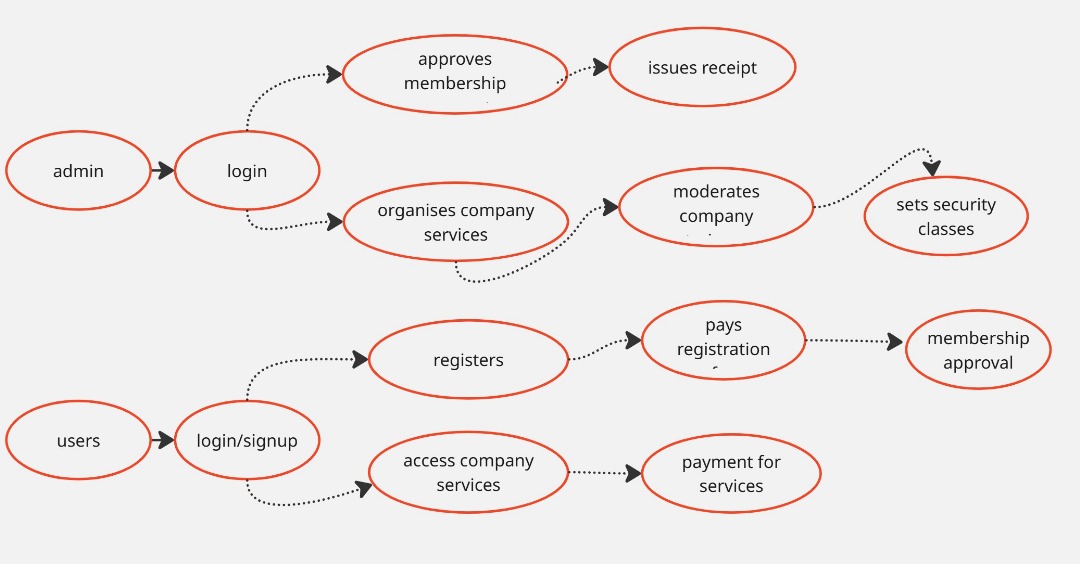 approves
membership
issues receipt
admin
login
organises company
services
moderates
company
sets security
classes
registers
pays
registration
membership
approval
users
login/signup
access company
services
payment for
services